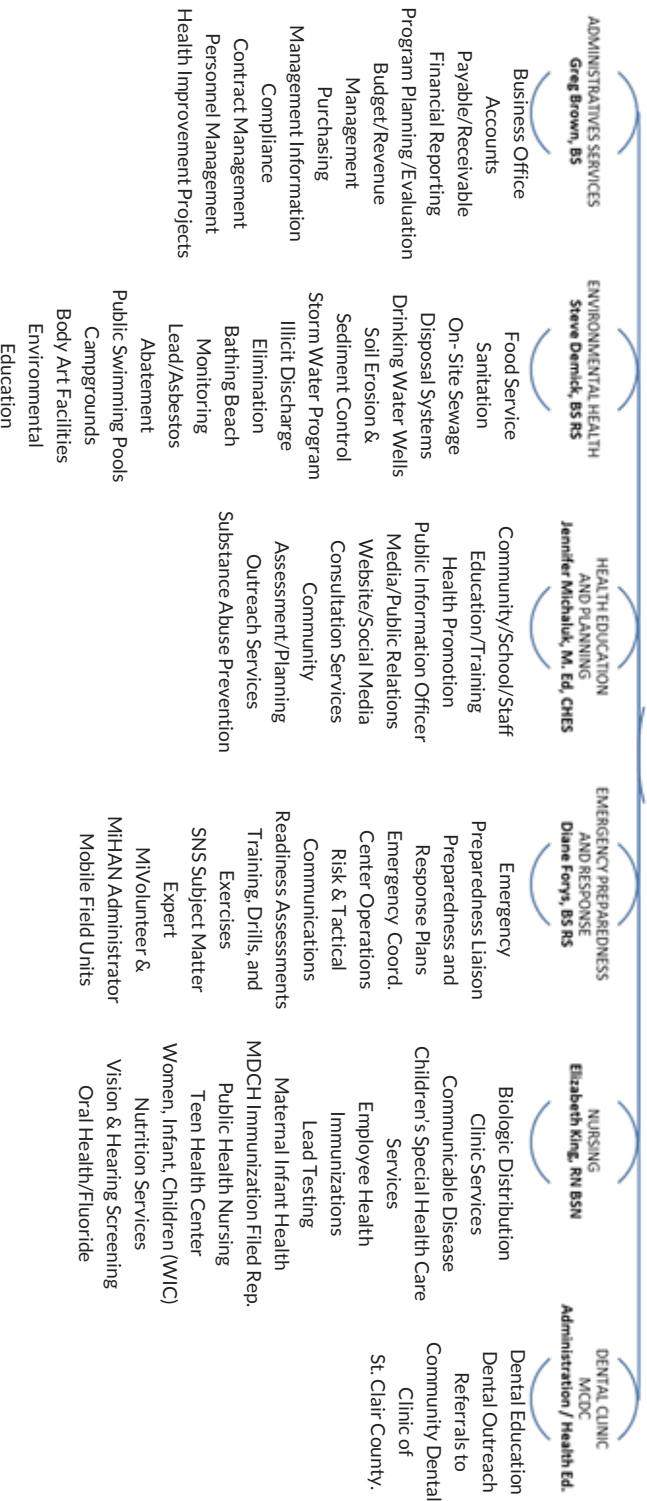 ADMINISTRATIVES SERVICES
Greg Brown, BS
Business Office
Accounts
Payable/Receivable
Financial Reporting
Program Planning /Evaluation
Budget/Revenue
Management
Purchasing
Management Information
Compliance
Contract Management
Personnel Management
Health Improvement Projects
ENVIRONMENTAL HEALTH
Steve Demick, BS RS
Food Service
Sanitation
On- Site Sewage
Disposal Systems
Drinking Water Wells
Soil Erosion &
Sediment Control
Storm Water Program
Illicit Discharge
Elimination
Bathing Beach
Monitoring
Lead/Asbestos
Abatement
Public Swimming Pools
Campgrounds
Body Art Facilities
Environmental
Education
HEALTH EDUCATION
AND PLANNING
Jennifer Michaluk, M. Ed, CHES
Community/School/Staff
Education/Training
Health Promotion
Public Information Officer
Media/Public Relations
Website/Social Media
Consultation Services
Community
Assessment/Planning
Outreach Services
Substance Abuse Prevention
EMERGENCY PREPAREDNESS
AND RESPONSE
Diane Forys, BS RS
Emergency
Preparedness Liaison
Preparedness and
Response Plans
Emergency Coord.
Center Operations
Risk & Tactical
Communications
Readiness Assessments
Training, Drills, and
Exercises
SNS Subject Matter
Expert
MiVolunteer &
MiHAN Administrator
Mobile Field Units
NURSING
Elizabeth King, RN BSN
Biologic Distribution
Clinic Services
Communicable Disease
Children's Special Health Care
Services
Employee Health
Immunizations
Lead Testing
Maternal Infant Health
MDCH Immunization Filed Rep.
Public Health Nursing
Teen Health Center
Women, Infant, Children (WIC)
Nutrition Services
Vision & Hearing Screening
Oral Health/Fluoride
DENTAL CLINIC
MCDC
Administration / Health Ed.
Dental Education
Dental Outreach
Referrals to
Community Dental
Clinic of
St. Clair County.